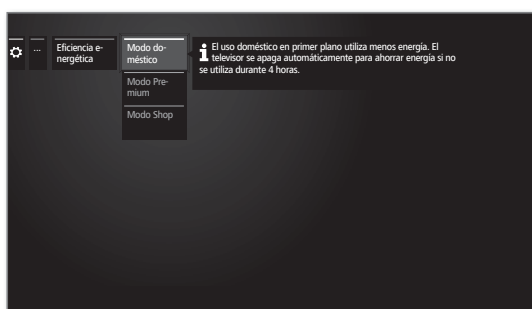 ...
Eficiencia e-
nergética
Modo do-
méstico
Modo Pre-
mium
Modo Shop
i El uso doméstico en primer plano utiliza menos energía. El
televisor se apaga automáticamente para ahorrar energía si no
se utiliza durante 4 horas.